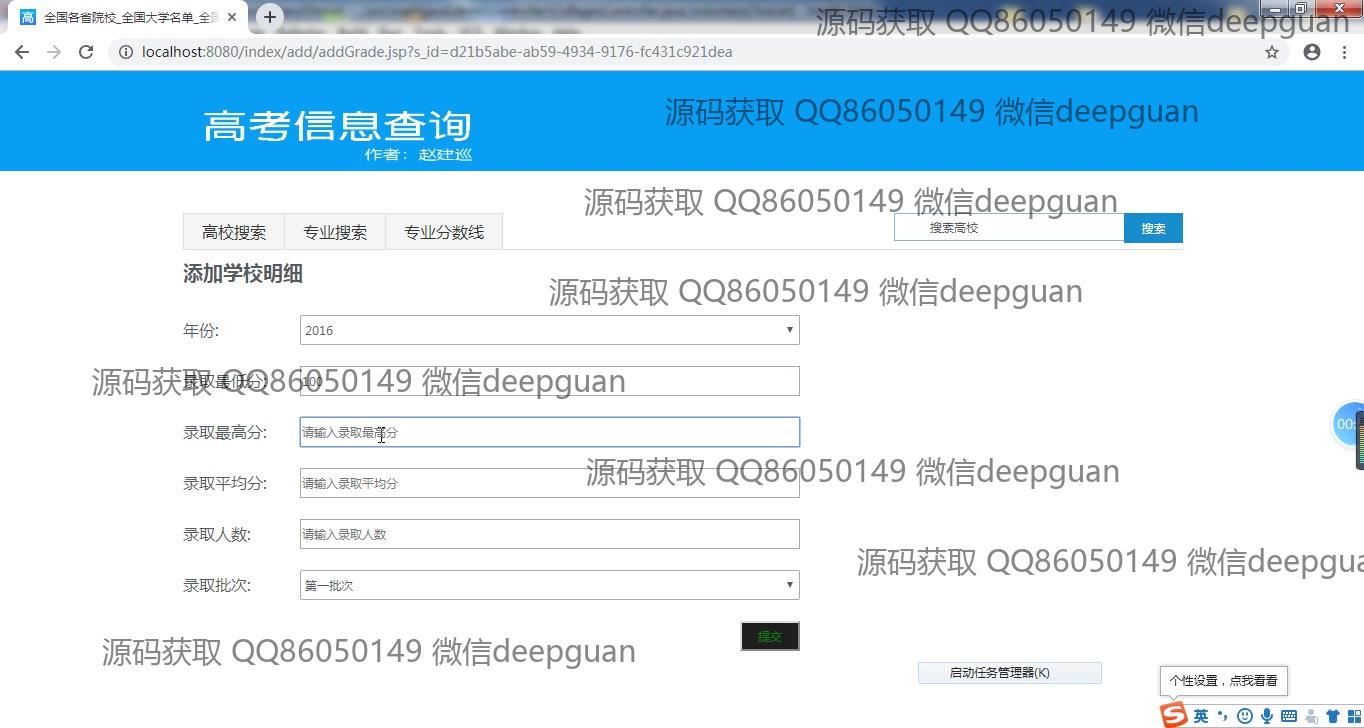 全国各省院校_全国大学名单_全国
源码获取 QQ86050149 微信deepguan
localhost:8080/index/add/addGrade.jsp?s_id=d21b5abe-ab59-4934-9176-fc431c921dea
高考信息查询
作者：赵建巡
源码获取 QQ86050149 微信deepguan
源码获取 QQ86050149 微信deepguan
高校搜索
专业搜索
专业分数线
搜索高校
搜索
添加学校明细
源码获取 QQ86050149 微信deepguan
年份:
2016
录取最低分:
100
源码获取 QQ86050149 微信deepguan
录取最高分:
请输入录取最高分
录取平均分:
请输入录取平均分
源码获取 QQ86050149 微信deepguan
录取人数:
请输入录取人数
源码获取 QQ86050149 微信deepgua
录取批次:
第一批次
提交
源码获取 QQ86050149 微信deepguan
启动任务管理器(K)
个性设置，点我看看
英
00: